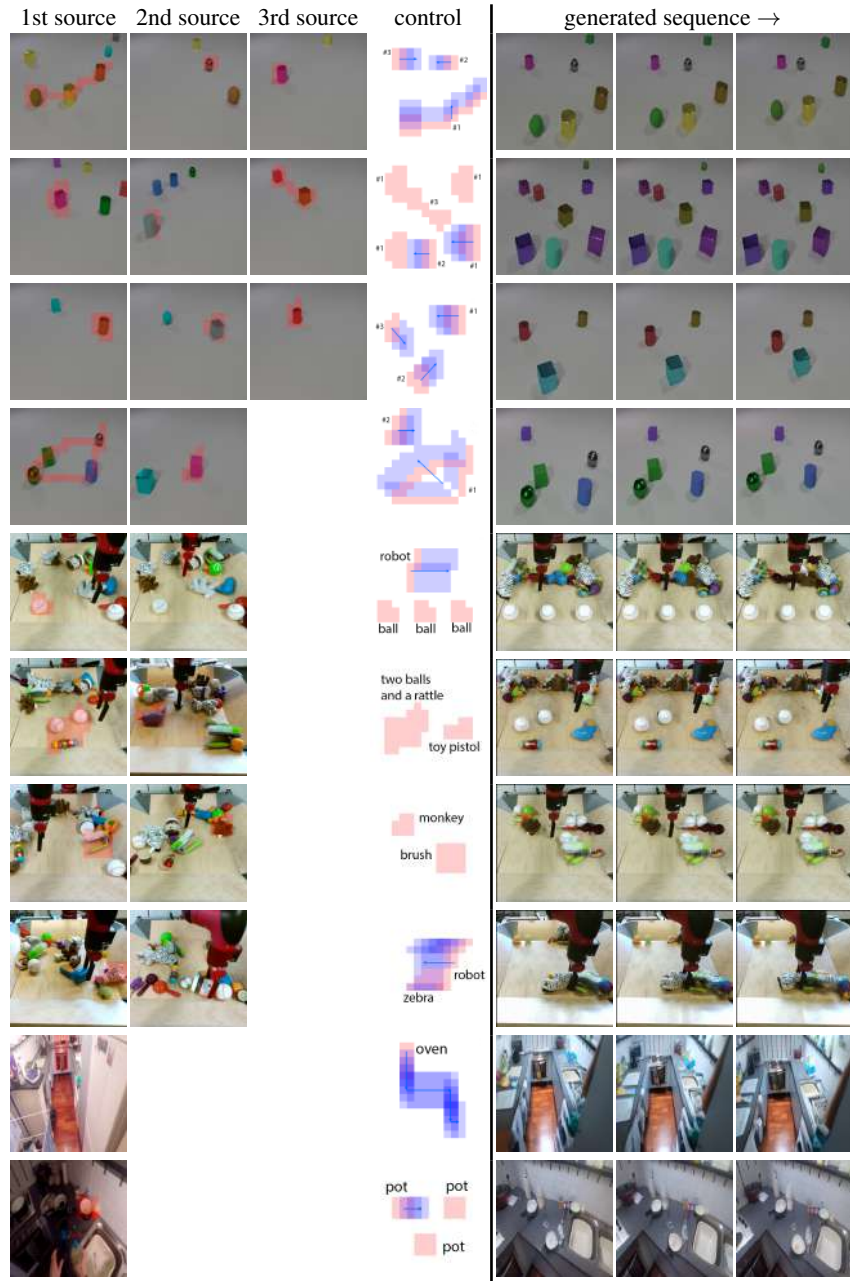 1st source 2nd source 3rd source control generated sequence →
#3 #2
#1
#1 #1
#3
#1 #2 #1
#1
#3
#2
#2
#1
robot
ball ball ball
two balls
and a rattle
toy pistol
monkey
brush
robot
zebra
oven
pot pot
pot